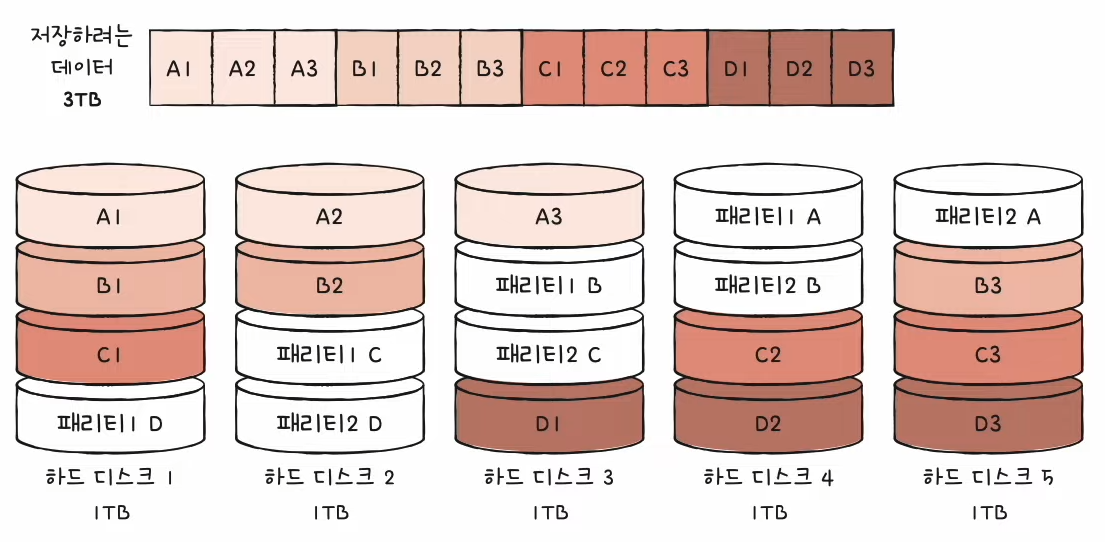 저장하려는
데이터
3TB
A1 A2 A3 B1 B2 B3 C1 C2 C3 D1 D2 D3
A1 A2 A3 패리티1 A 패리티2 A
B1 B2 패리티1 B 패리티2 B B3
C1 패리티1 C 패리티2 C C2 C3
패리티1 D 패리티2 D D1 D2 D3
하드 디스크 1 하드 디스크 2 하드 디스크 3 하드 디스크 4 하드 디스크 5
1TB 1TB 1TB 1TB 1TB